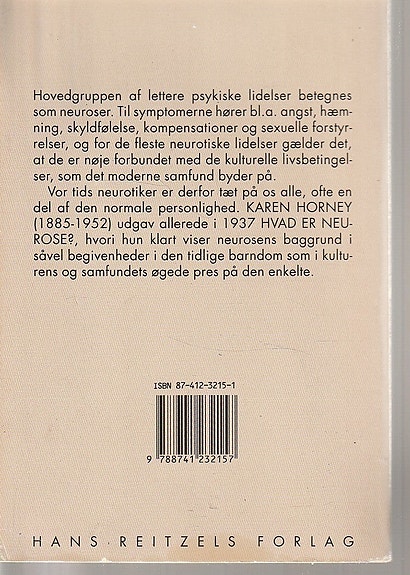 Hovedgruppen af lettere psykiske lidelser betegnes
som neuroser. Til symptomerne hører bl.a. angst, hæm-
ning, skyldfølelse, kompensationer og sexuelle forstyr-
relser, og for de fleste neurotiske lidelser gælder det,
at de er nøje forbundet med de kulturelle livsbetingel-
ser, som det moderne samfund byder på.
Vor tids neurotiker er derfor tæt på os alle, ofte en
del af den normale personlighed. KAREN HORNEY
(1885-1952) udgav allerede i 1937 HVAD ER NEU-
ROSE?, hvori hun klart viser neurosens baggrund i
såvel begivenheder i den tidlige barndom som i kultu-
rens og samfundets øgede pres på den enkelte.
ISBN 87-412-3215-1
9 788741 232157
HANS REITZELS FORLAG